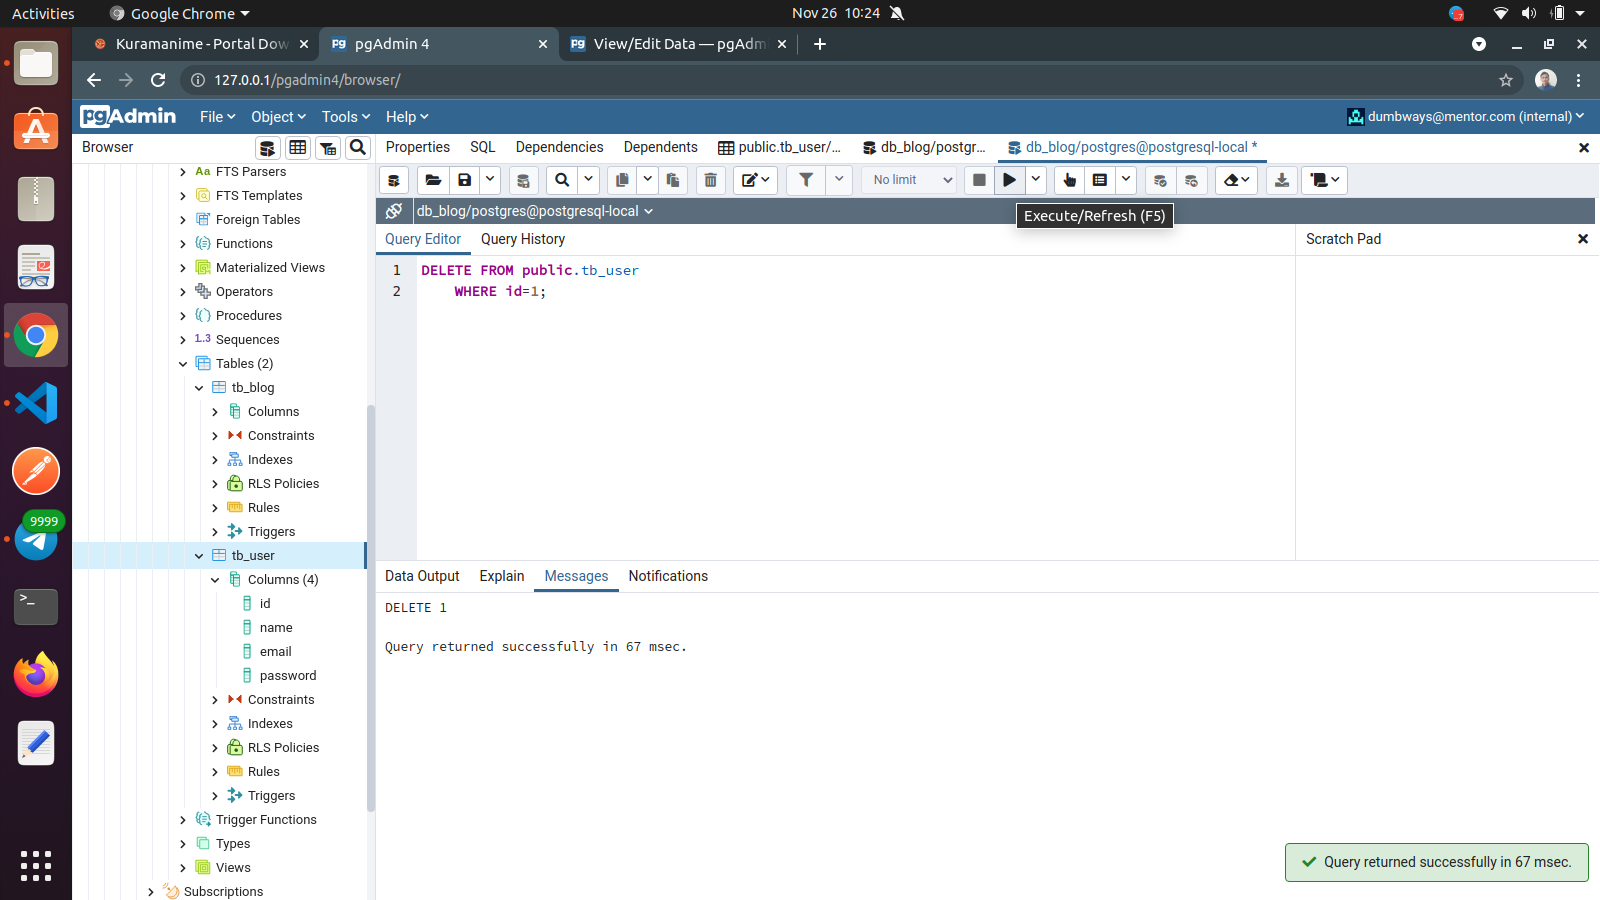 Activities
Google Chrome
Nov 26 10:24
Kuramanime - Portal Dow
pgAdmin 4
View/Edit Data — pgAdm
127.0.0.1/pgadmin4/browser/
pgAdmin
File
Object
Tools
Help
dumbways@mentor.com (internal)
Browser
Properties
SQL
Dependencies
Dependents
public.tb_user/...
db_blog/postgr...
db_blog/postgres@postgresql-local *
No limit
db_blog/postgres@postgresql-local
Execute/Refresh (F5)
Query Editor
Query History
Scratch Pad
1 DELETE FROM public.tb_user
2 WHERE id=1;
Aa FTS Parsers
FTS Templates
Foreign Tables
Functions
Materialized Views
Operators
Procedures
1..3 Sequences
Tables (2)
tb_blog
Columns
Constraints
Indexes
RLS Policies
Rules
Triggers
tb_user
Columns (4)
id
name
email
password
Constraints
Indexes
RLS Policies
Rules
Triggers
Trigger Functions
Types
Views
Subscriptions
9999
Data Output
Explain
Messages
Notifications
DELETE 1
Query returned successfully in 67 msec.
Query returned successfully in 67 msec.